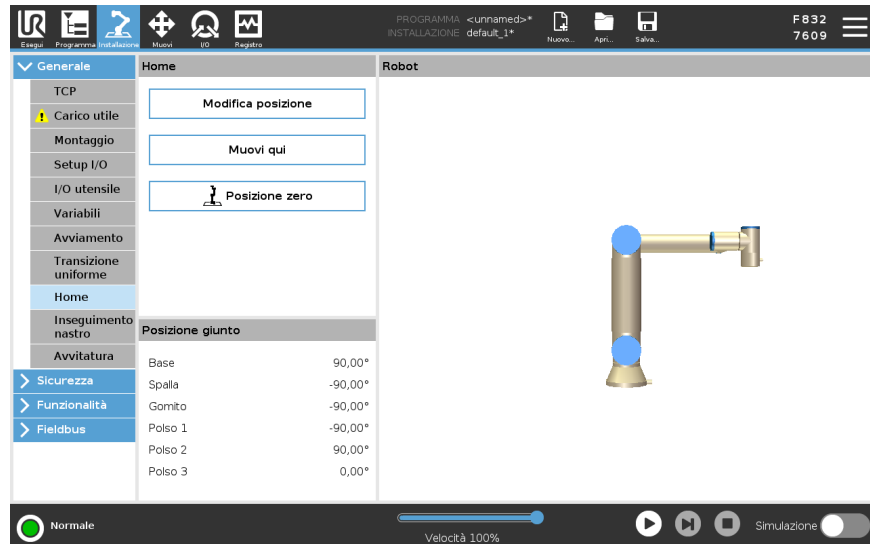 PROGRAMMA <unnamed>*
INSTALLAZIONE default_1*
UR
Esegui
Programma
Installazione
Muovi
I/O
Registro
Nuovo...
Apri...
Salva...
F832
7609
Generale
TCP
Carico utile
Montaggio
Setup I/O
I/O utensile
Variabili
Avviamento
Transizione
uniforme
Home
Inseguimento
nastro
Avvitatura
Sicurezza
Funzionalità
Fieldbus
Home
Modifica posizione
Muovi qui
Posizione zero
Posizione giunto
Base 90,00°
Spalla -90,00°
Gomito -90,00°
Polso 1 -90,00°
Polso 2 90,00°
Polso 3 0,00°
Robot
Normale
Velocità 100%
Simulazione